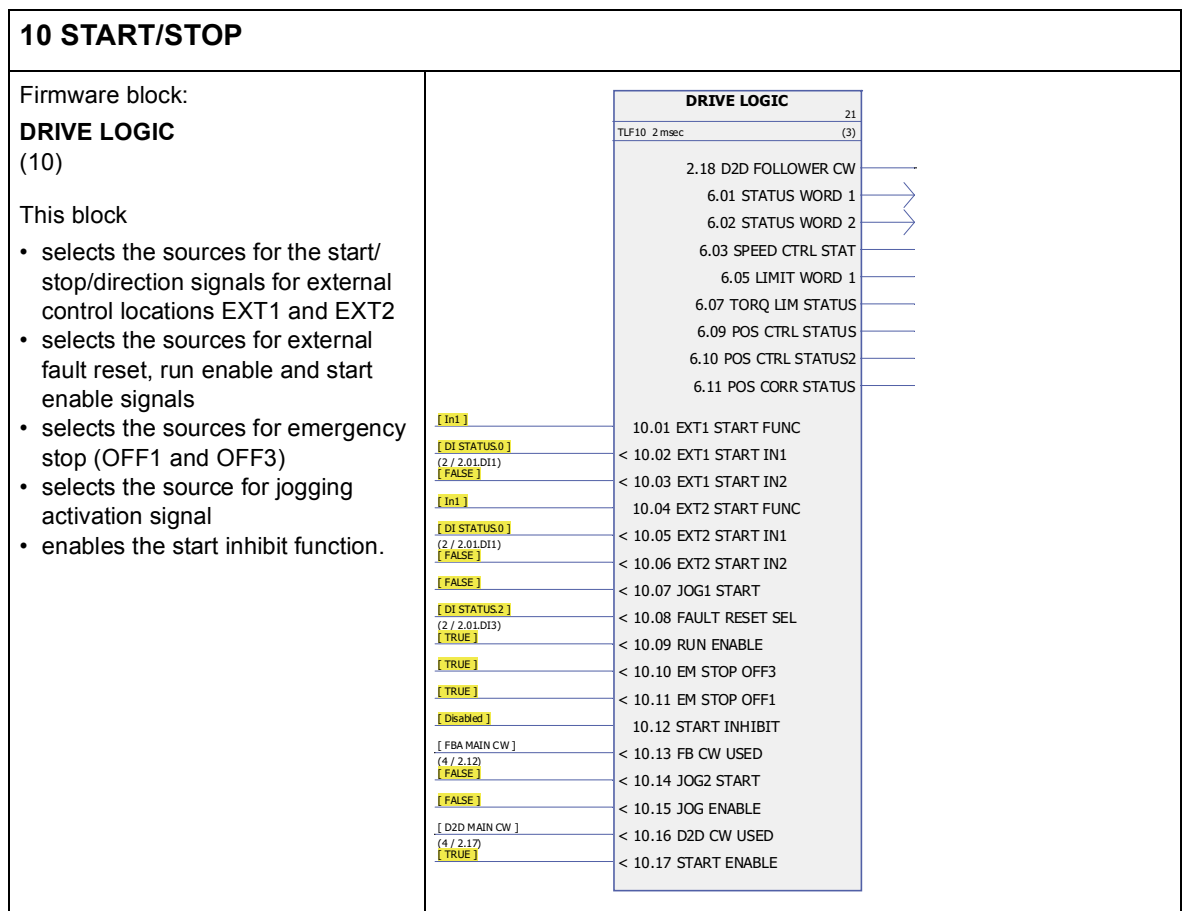 10 START/STOP
Firmware block:
DRIVE LOGIC
(10)
This block
• selects the sources for the start/
stop/direction signals for external
control locations EXT1 and EXT2
• selects the sources for external
fault reset, run enable and start
enable signals
• selects the sources for emergency
stop (OFF1 and OFF3)
• selects the source for jogging
activation signal
• enables the start inhibit function.
DRIVE LOGIC
21
TLF10 2 msec (3)
2.18 D2D FOLLOWER CW
6.01 STATUS WORD 1
6.02 STATUS WORD 2
6.03 SPEED CTRL STAT
6.05 LIMIT WORD 1
6.07 TORQ LIM STATUS
6.09 POS CTRL STATUS
6.10 POS CTRL STATUS2
6.11 POS CORR STATUS
[ In1 ]
10.01 EXT1 START FUNC
[ DI STATUS.0 ]
(2 / 2.01.DI1)
< 10.02 EXT1 START IN1
[ FALSE ]
< 10.03 EXT1 START IN2
[ In1 ]
10.04 EXT2 START FUNC
[ DI STATUS.0 ]
(2 / 2.01.DI1)
< 10.05 EXT2 START IN1
[ FALSE ]
< 10.06 EXT2 START IN2
[ FALSE ]
< 10.07 JOG1 START
[ DI STATUS.2 ]
(2 / 2.01.DI3)
< 10.08 FAULT RESET SEL
[ TRUE ]
< 10.09 RUN ENABLE
[ TRUE ]
< 10.10 EM STOP OFF3
[ TRUE ]
< 10.11 EM STOP OFF1
[ Disabled ]
10.12 START INHIBIT
[ FBA MAIN CW ]
(4 / 2.12)
< 10.13 FB CW USED
[ FALSE ]
< 10.14 JOG2 START
[ FALSE ]
< 10.15 JOG ENABLE
[ D2D MAIN CW ]
(4 / 2.17)
< 10.16 D2D CW USED
[ TRUE ]
< 10.17 START ENABLE